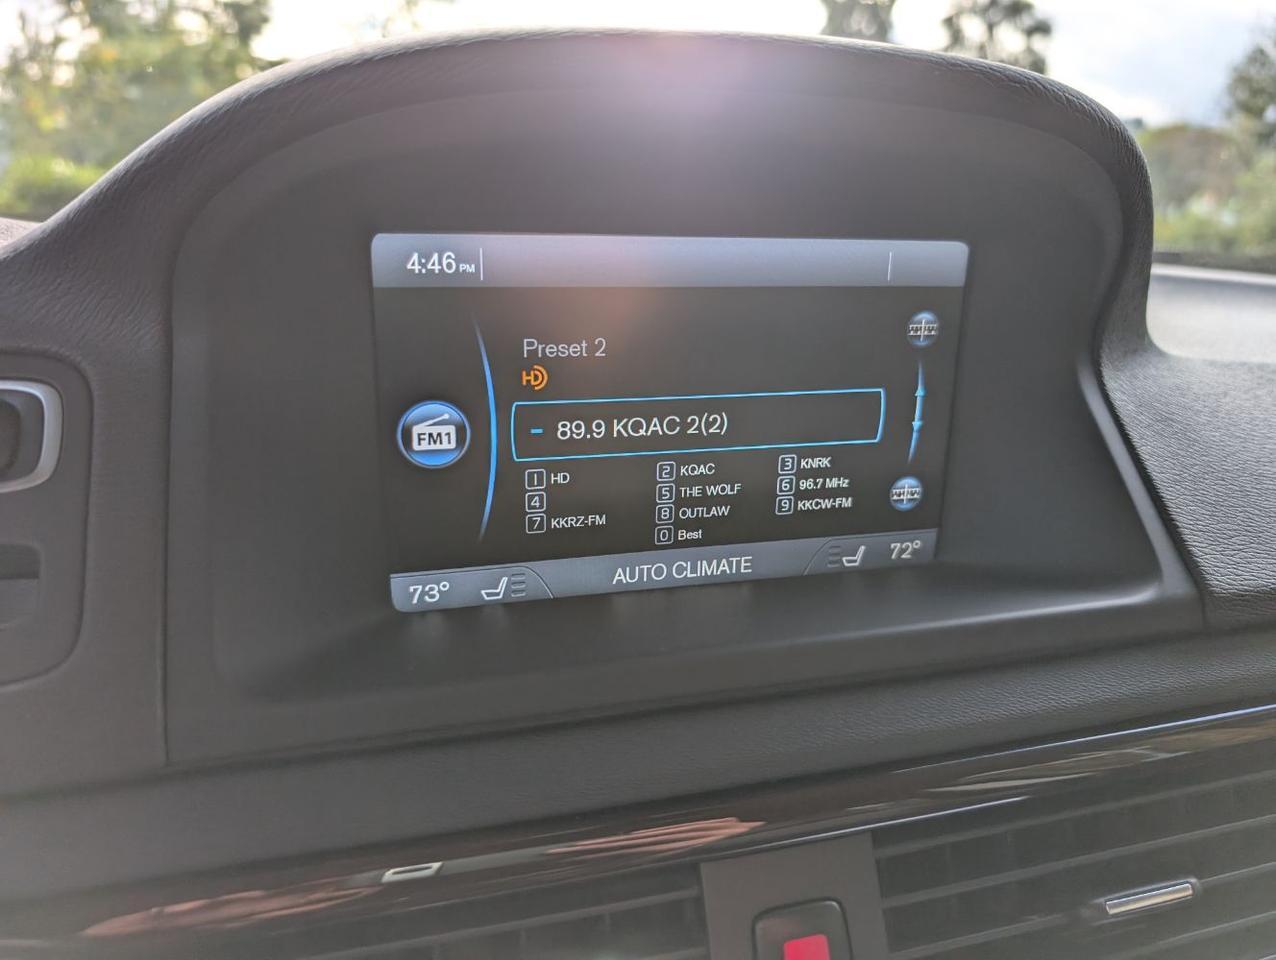 4:46 PM
Preset 2
HD
- 89.9 KQAC 2(2)
FM1
1 HD 2 KQAC 3 KNRK
4 5 THE WOLF 6 96.7 MHz
7 KKRZ-FM 8 OUTLAW 9 KKCW-FM
0 Best
73° AUTO CLIMATE 72°